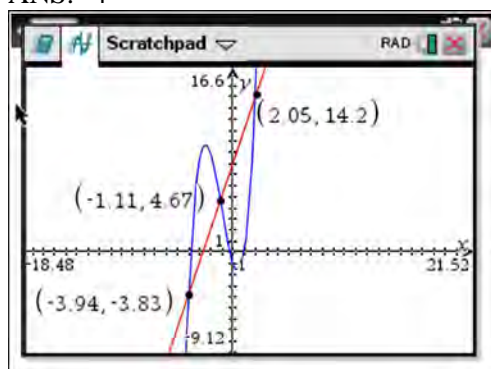 Scratchpad RAD
16.6 y
(2.05, 14.2)
(-1.11, 4.67)
1 x
-18.48 1 21.53
(-3.94, -3.83)
-9.12